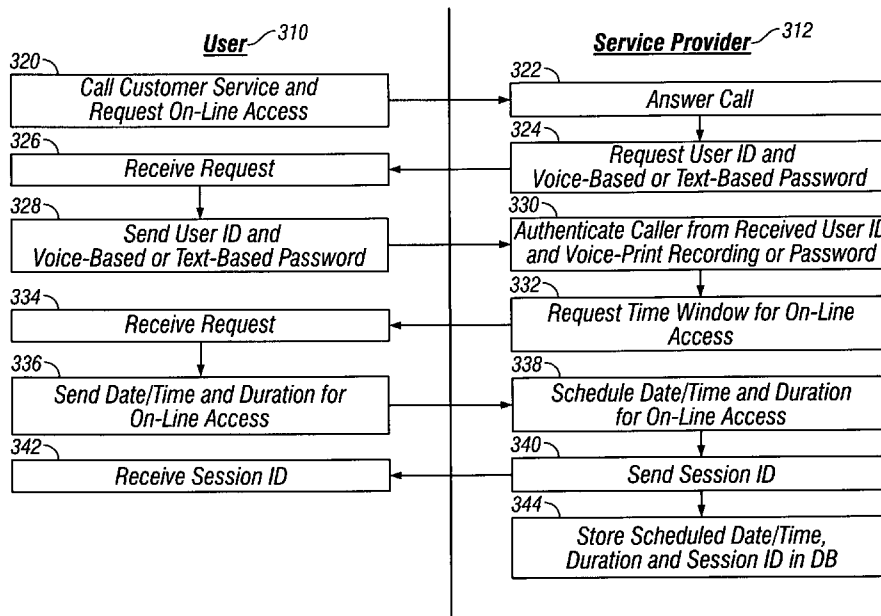 User 310
Service Provider 312
320
Call Customer Service and
Request On-Line Access
322
Answer Call
324
Request User ID and
Voice-Based or Text-Based Password
326
Receive Request
328
Send User ID and
Voice-Based or Text-Based Password
330
Authenticate Caller from Received User ID
and Voice-Print Recording or Password
332
Request Time Window for On-Line
Access
334
Receive Request
336
Send Date/Time and Duration for
On-Line Access
338
Schedule Date/Time and Duration
for On-Line Access
340
Send Session ID
342
Receive Session ID
344
Store Scheduled Date/Time,
Duration and Session ID in DB